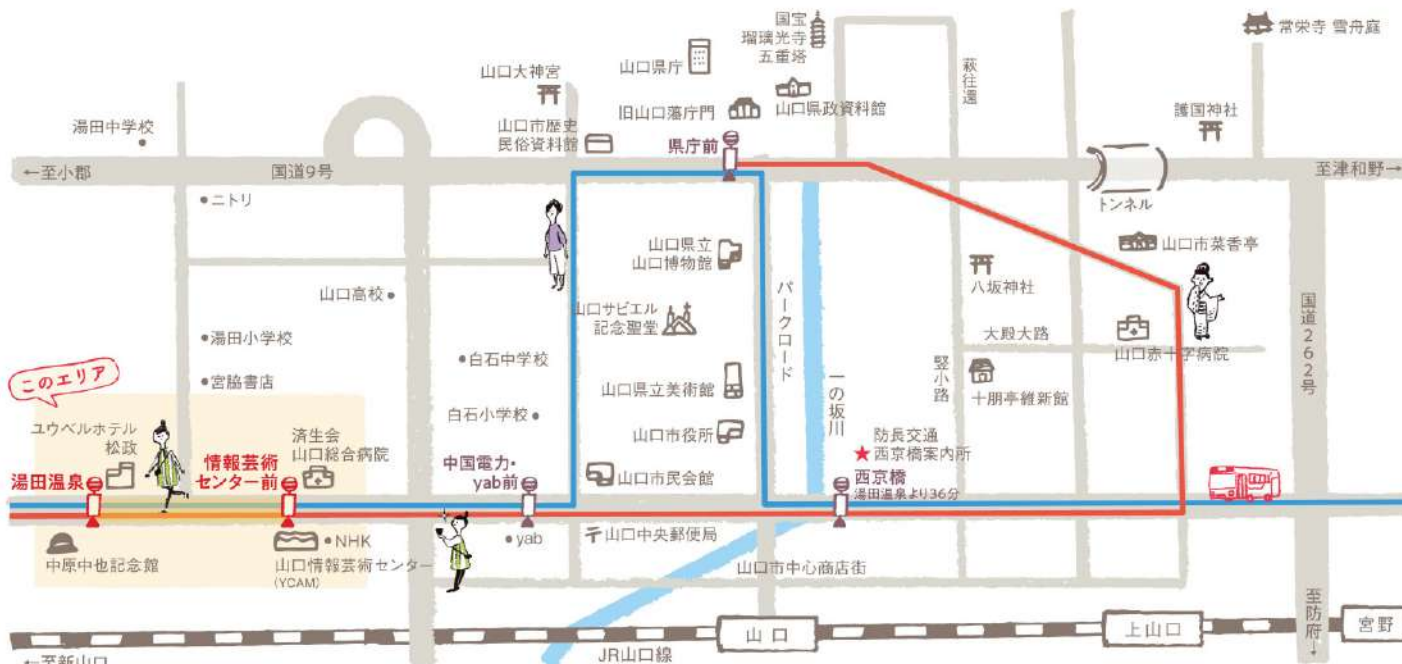 国宝
瑠璃光寺
五重塔
常栄寺 雪舟庭
山口県庁
萩往還
山口大神宮
旧山口藩庁門
山口県政資料館
護国神社
湯田中学校
山口市歴史
民俗資料館
県庁前
←至小郡
国道9号
至津和野→
トンネル
ニトリ
山口県立
山口博物館
山口市菜香亭
八坂神社
山口高校
パークロード
国道262号
山口サビエル
記念聖堂
大殿大路
湯田小学校
山口赤十字病院
白石中学校
このエリア
宮脇書店
山口県立美術館
一の坂川
竪小路
十朋亭維新館
白石小学校
ユウベルホテル
松政
済生会
山口総合病院
山口市役所
防長交通
★西京橋案内所
湯田温泉
情報芸術
センター前
中国電力・
yab前
山口市民会館
西京橋
湯田温泉より36分
NHK
yab
〒山口中央郵便局
中原中也記念館
山口情報芸術センター
(YCAM)
山口市中心商店街
至防府→
山口
上山口
宮野
JR山口線
←至新山口